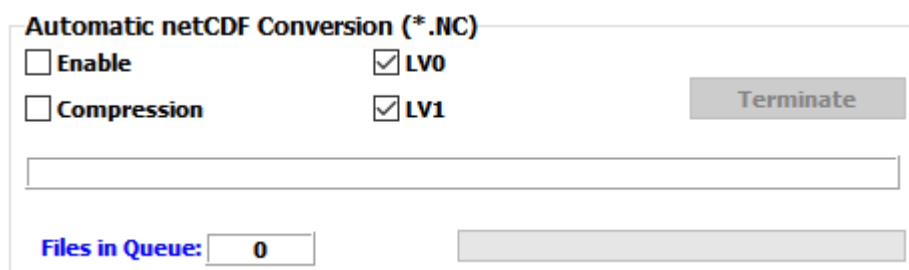 Automatic netCDF Conversion (*.NC)
Enable LV0
Compression LV1
Terminate
Files in Queue: 0